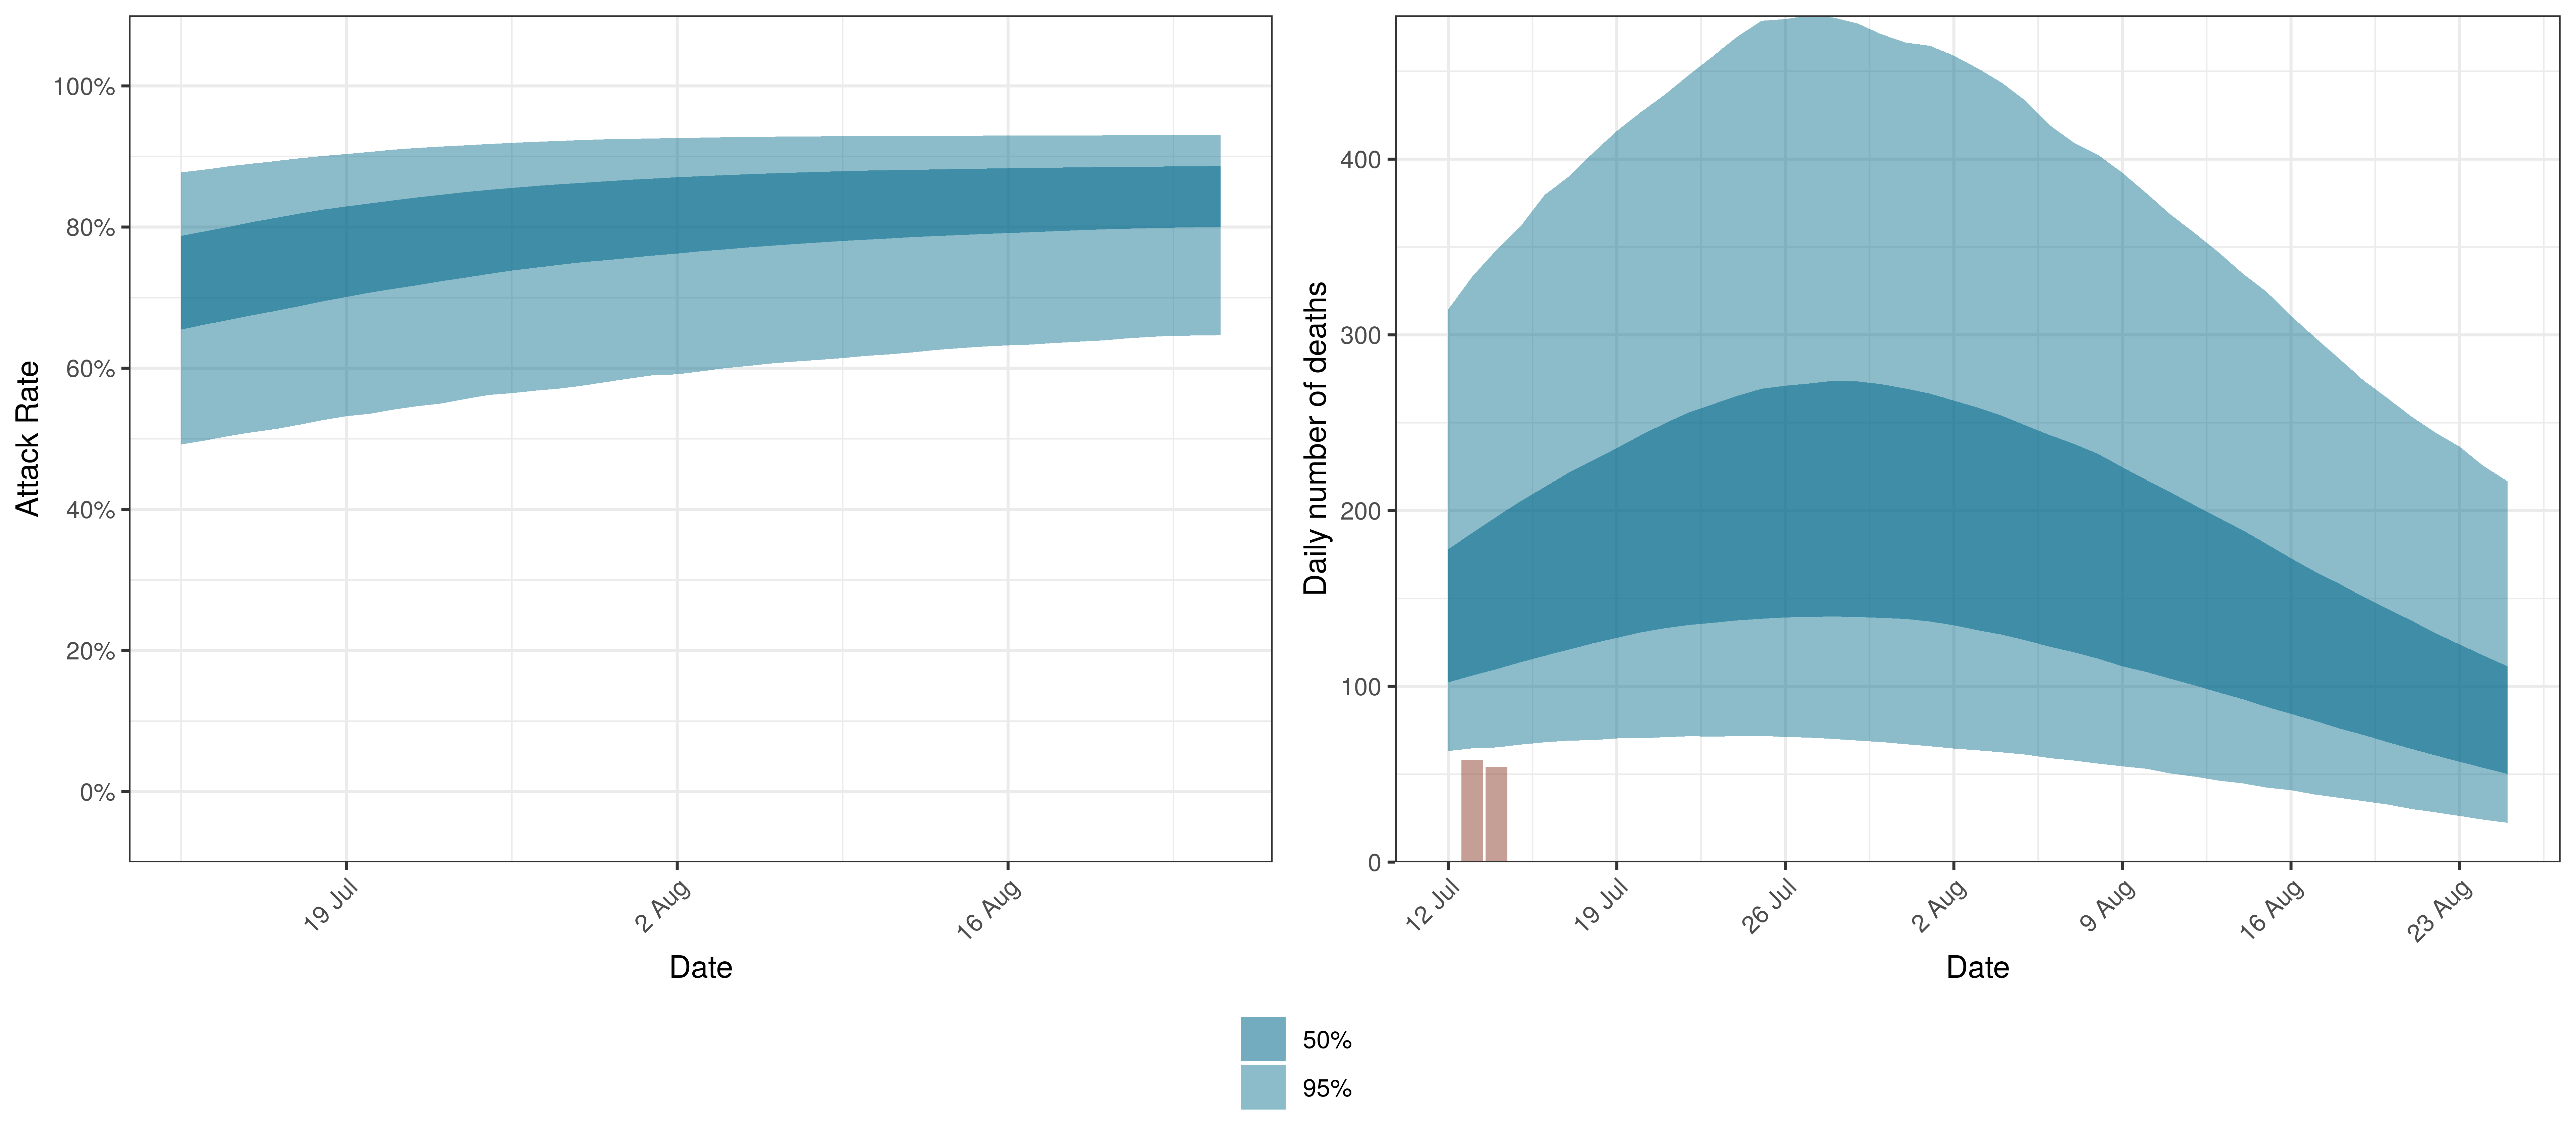 Attack Rate
100%
80%
60%
40%
20%
0%
19 Jul
2 Aug
16 Aug
Date
Daily number of deaths
400
300
200
100
0
12 Jul
19 Jul
26 Jul
2 Aug
9 Aug
16 Aug
23 Aug
Date
50%
95%